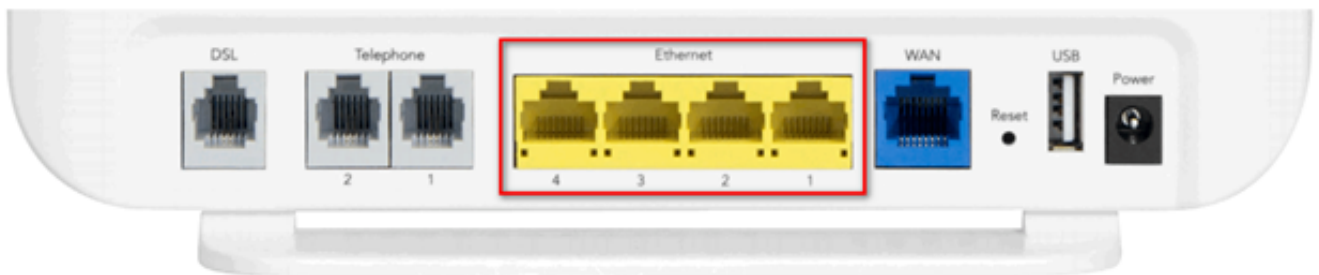 DSL
Telephone
Ethernet
WAN
USB
Power
Reset
2
1
4
3
2
1